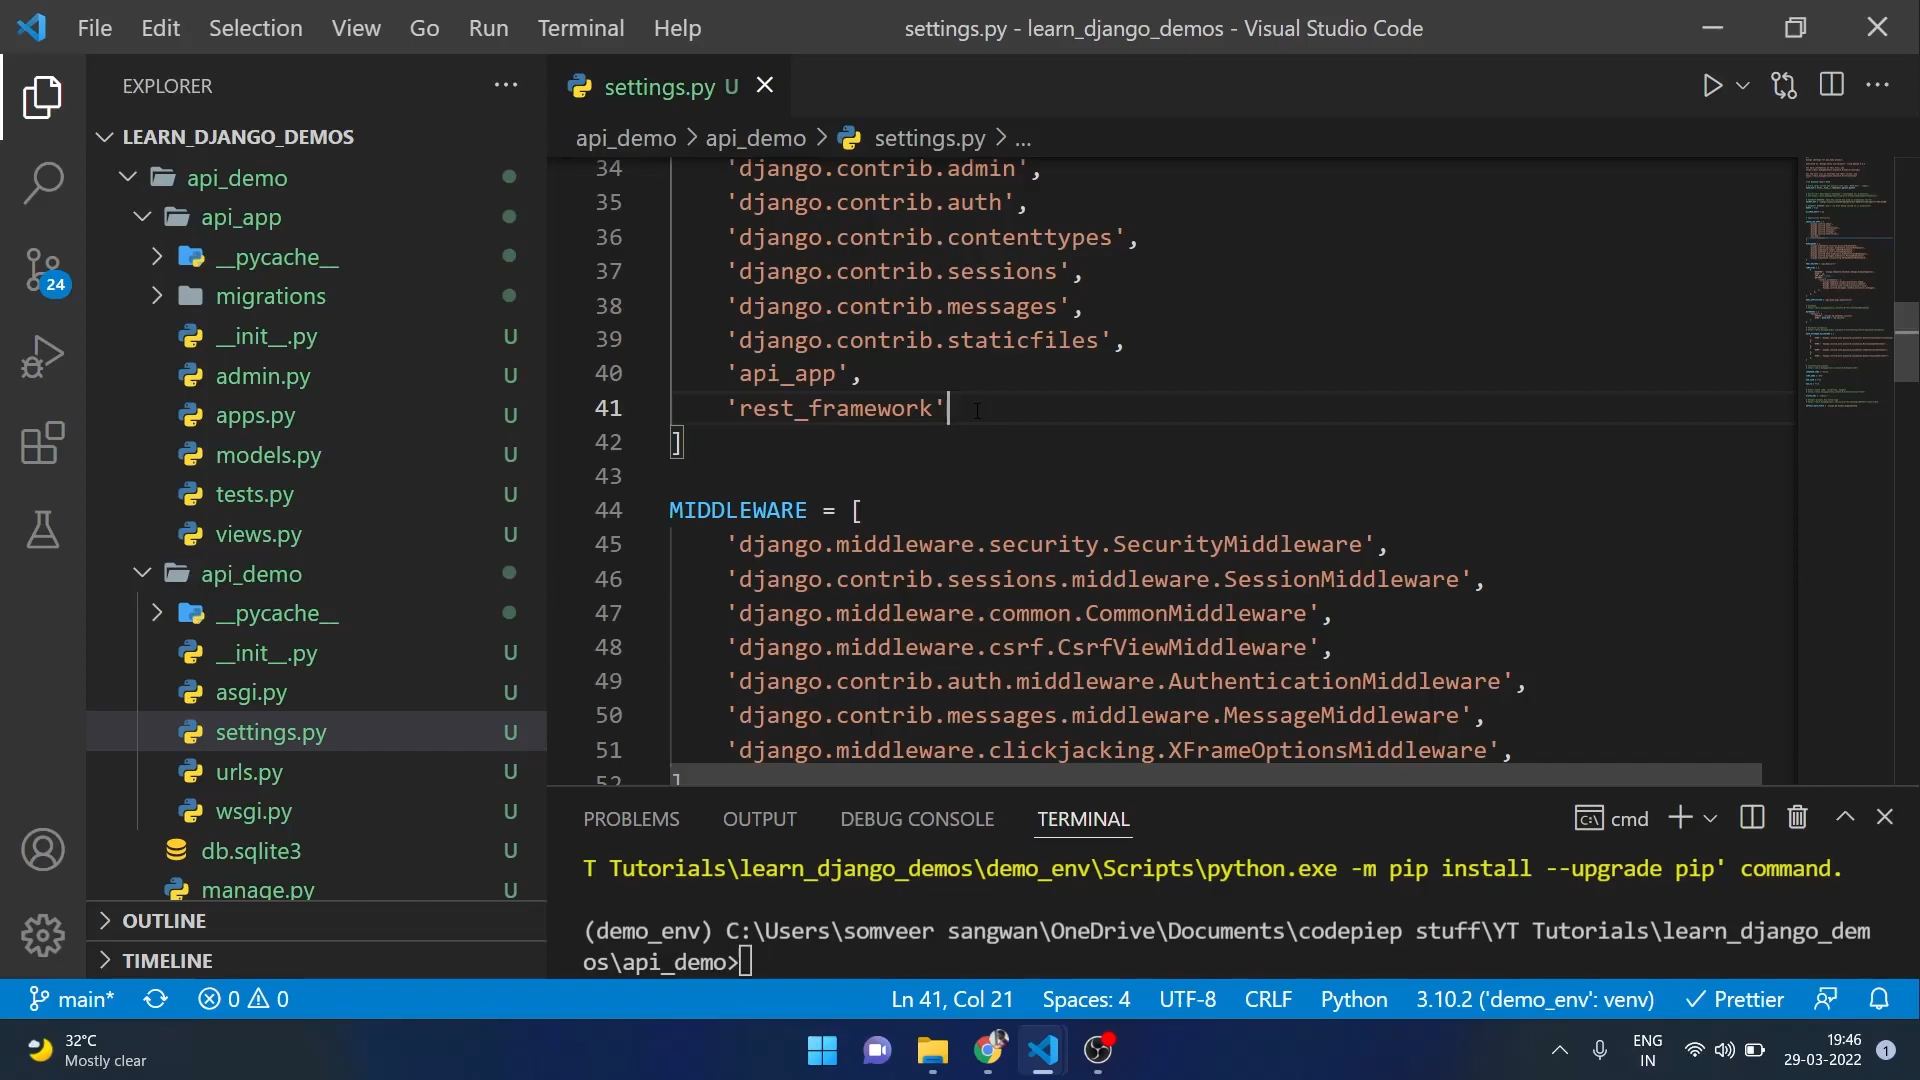 File Edit Selection View Go Run Terminal Help settings.py - learn_django_demos - Visual Studio Code
EXPLORER
LEARN_DJANGO_DEMOS
api_demo
api_app
__pycache__
migrations
__init__.py U
admin.py U
apps.py U
models.py U
tests.py U
views.py U
api_demo
__pycache__
__init__.py U
asgi.py U
settings.py U
urls.py U
wsgi.py U
db.sqlite3 U
manage.py U
OUTLINE
TIMELINE
24
settings.py U
api_demo > api_demo > settings.py > ...
34 'django.contrib.admin',
35 'django.contrib.auth',
36 'django.contrib.contenttypes',
37 'django.contrib.sessions',
38 'django.contrib.messages',
39 'django.contrib.staticfiles',
40 'api_app',
41 'rest_framework'
42 ]
43
44 MIDDLEWARE = [
45 'django.middleware.security.SecurityMiddleware',
46 'django.contrib.sessions.middleware.SessionMiddleware',
47 'django.middleware.common.CommonMiddleware',
48 'django.middleware.csrf.CsrfViewMiddleware',
49 'django.contrib.auth.middleware.AuthenticationMiddleware',
50 'django.contrib.messages.middleware.MessageMiddleware',
51 'django.middleware.clickjacking.XFrameOptionsMiddleware',
52 ]
PROBLEMS OUTPUT DEBUG CONSOLE TERMINAL cmd
T Tutorials\learn_django_demos\demo_env\Scripts\python.exe -m pip install --upgrade pip' command.
(demo_env) C:\Users\somveer sangwan\OneDrive\Documents\codepiep stuff\YT Tutorials\learn_django_dem
os\api_demo>
main* 0 0 Ln 41, Col 21 Spaces: 4 UTF-8 CRLF Python 3.10.2 ('demo_env': venv) Prettier
32°C
Mostly clear
ENG
IN
19:46
29-03-2022
1